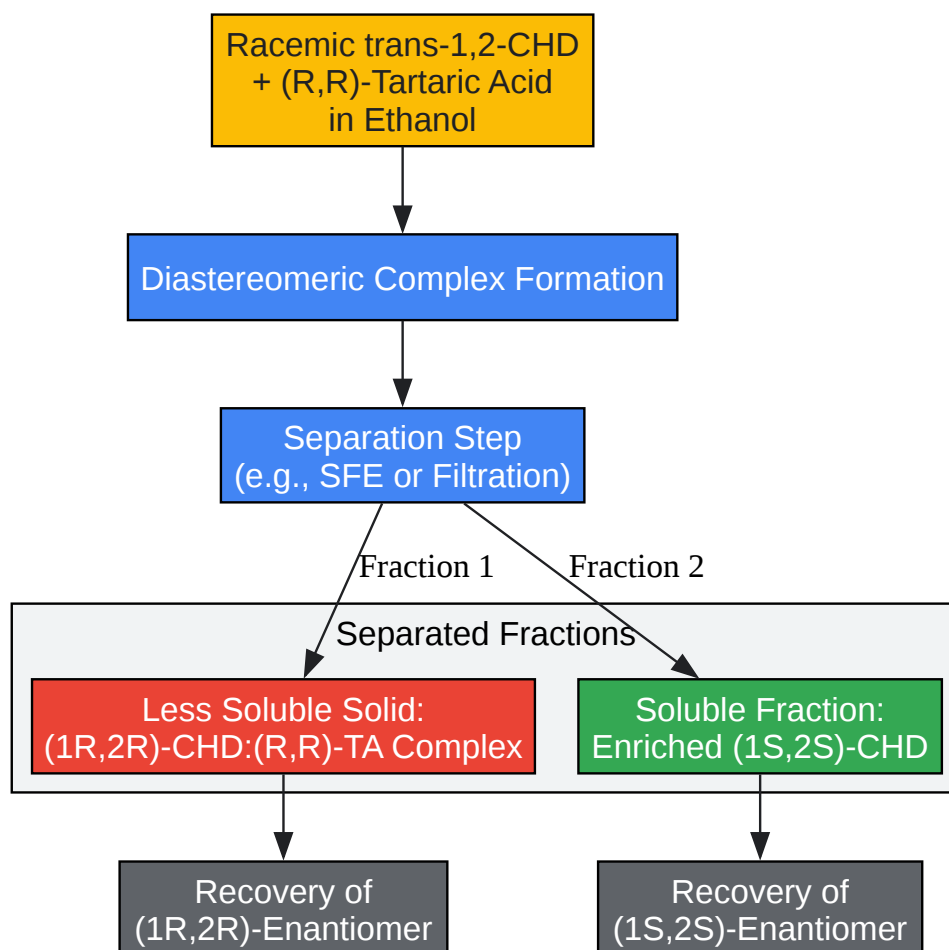 Racemic trans-1,2-CHD
+ (R,R)-Tartaric Acid
in Ethanol
Diastereomeric Complex Formation
Separation Step
(e.g., SFE or Filtration)
Fraction 1
Fraction 2
Separated Fractions
Less Soluble Solid:
(1R,2R)-CHD:(R,R)-TA Complex
Soluble Fraction:
Enriched (1S,2S)-CHD
Recovery of
(1R,2R)-Enantiomer
Recovery of
(1S,2S)-Enantiomer